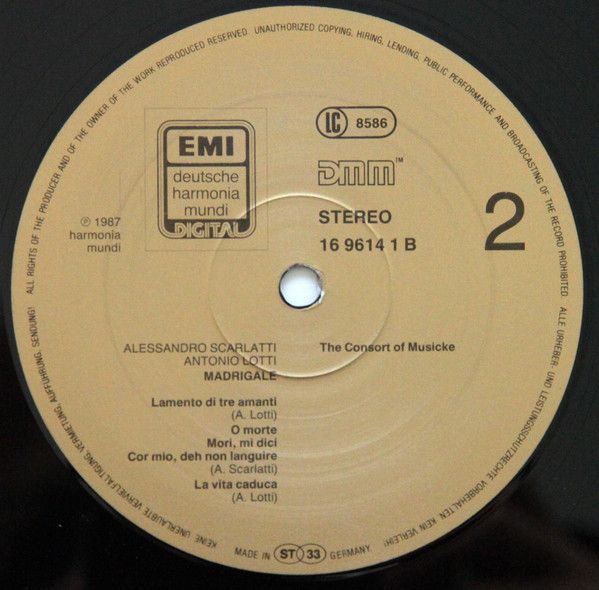 ALL RIGHTS OF THE PRODUCER AND OF THE OWNER OF THE WORK REPRODUCED RESERVED. UNAUTHORIZED COPYING, HIRING, LENDING, PUBLIC PERFORMANCE AND BROADCASTING OF THE RECORD PROHIBITED.
ALLE URHEBER- UND LEISTUNGSSCHUTZRECHTE VORBEHALTEN KEIN VERLEIH!
KEINE UNERLAUBTE VERVIELFÄLTIGUNG, VERMIETUNG, AUFFÜHRUNG, SENDUNG!
EMI
deutsche
harmonia
mundi
DIGITAL
℗ 1987
harmonia
mundi
LC 8586
DMM™
STEREO
16 9614 1 B
2
ALESSANDRO SCARLATTI
ANTONIO LOTTI
MADRIGALE
The Consort of Musicke
Lamento di tre amanti
(A. Lotti)
O morte
Mori, mi dici
Cor mio, deh non languire
(A. Scarlatti)
La vita caduca
(A. Lotti)
MADE IN ST 33 GERMANY.